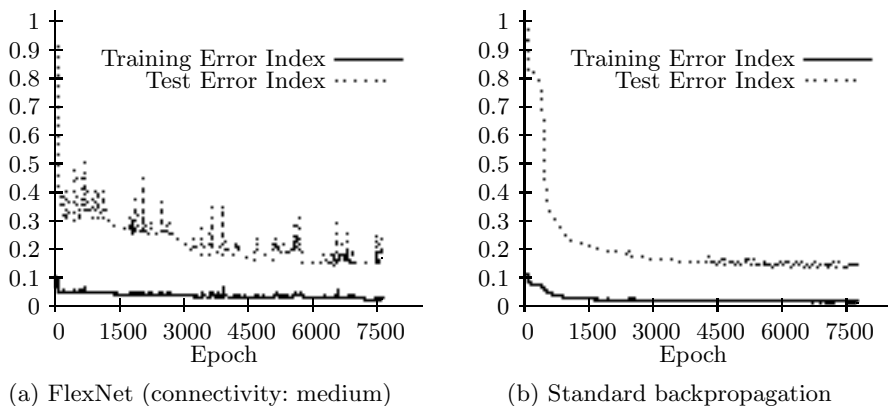 1
0.9
0.8
0.7
0.6
0.5
0.4
0.3
0.2
0.1
0
Training Error Index
Test Error Index
0 1500 3000 4500 6000 7500
Epoch
(a) FlexNet (connectivity: medium)
1
0.9
0.8
0.7
0.6
0.5
0.4
0.3
0.2
0.1
0
Training Error Index
Test Error Index
0 1500 3000 4500 6000 7500
Epoch
(b) Standard backpropagation